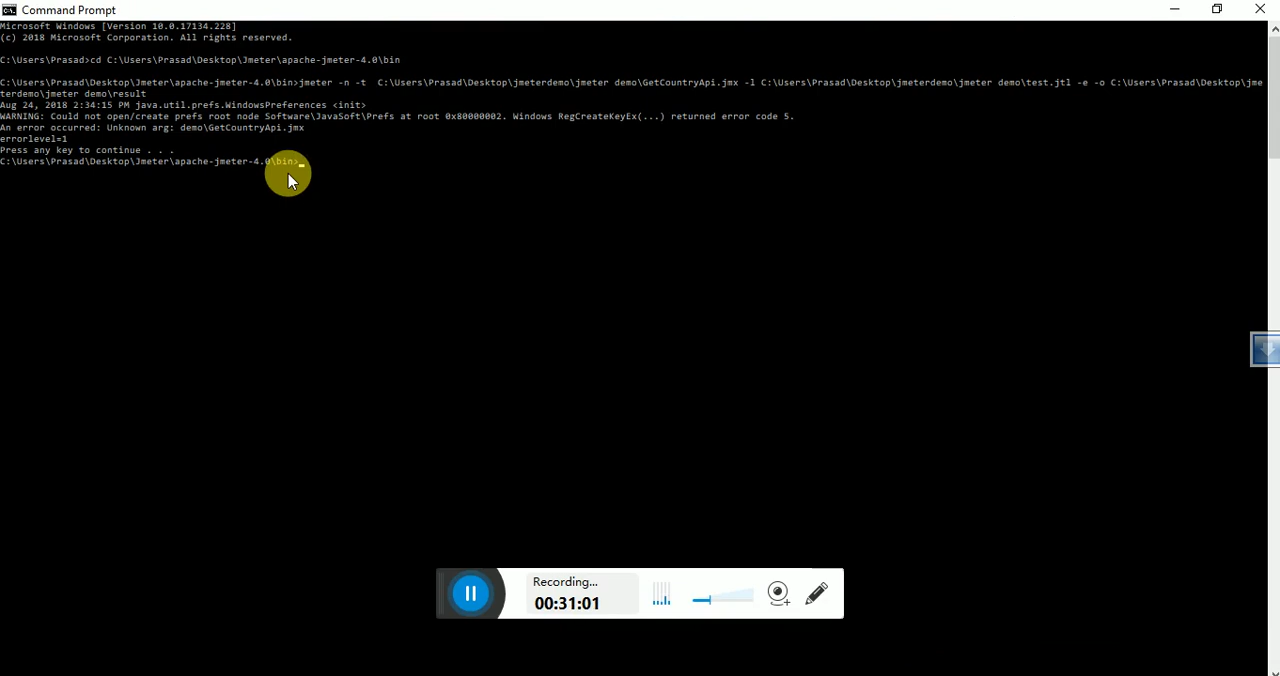 Command Prompt
Microsoft Windows [Version 10.0.17134.228]
(c) 2018 Microsoft Corporation. All rights reserved.
C:\Users\Prasad>cd C:\Users\Prasad\Desktop\Jmeter\apache-jmeter-4.0\bin
C:\Users\Prasad\Desktop\Jmeter\apache-jmeter-4.0\bin>jmeter -n -t  C:\Users\Prasad\Desktop\jmeterdemo\jmeter demo\GetCountryApi.jmx -l C:\Users\Prasad\Desktop\jmeterdemo\jmeter demo\test.jtl -e -o C:\Users\Prasad\Desktop\jme
terdemo\jmeter demo\result
Aug 24, 2018 2:34:15 PM java.util.prefs.WindowsPreferences <init>
WARNING: Could not open/create prefs root node Software\JavaSoft\Prefs at root 0x80000002. Windows RegCreateKeyEx(...) returned error code 5.
An error occurred: Unknown arg: demo\GetCountryApi.jmx
errorlevel=1
Press any key to continue . . .
C:\Users\Prasad\Desktop\Jmeter\apache-jmeter-4.0\bin>
Recording...
00:31:01